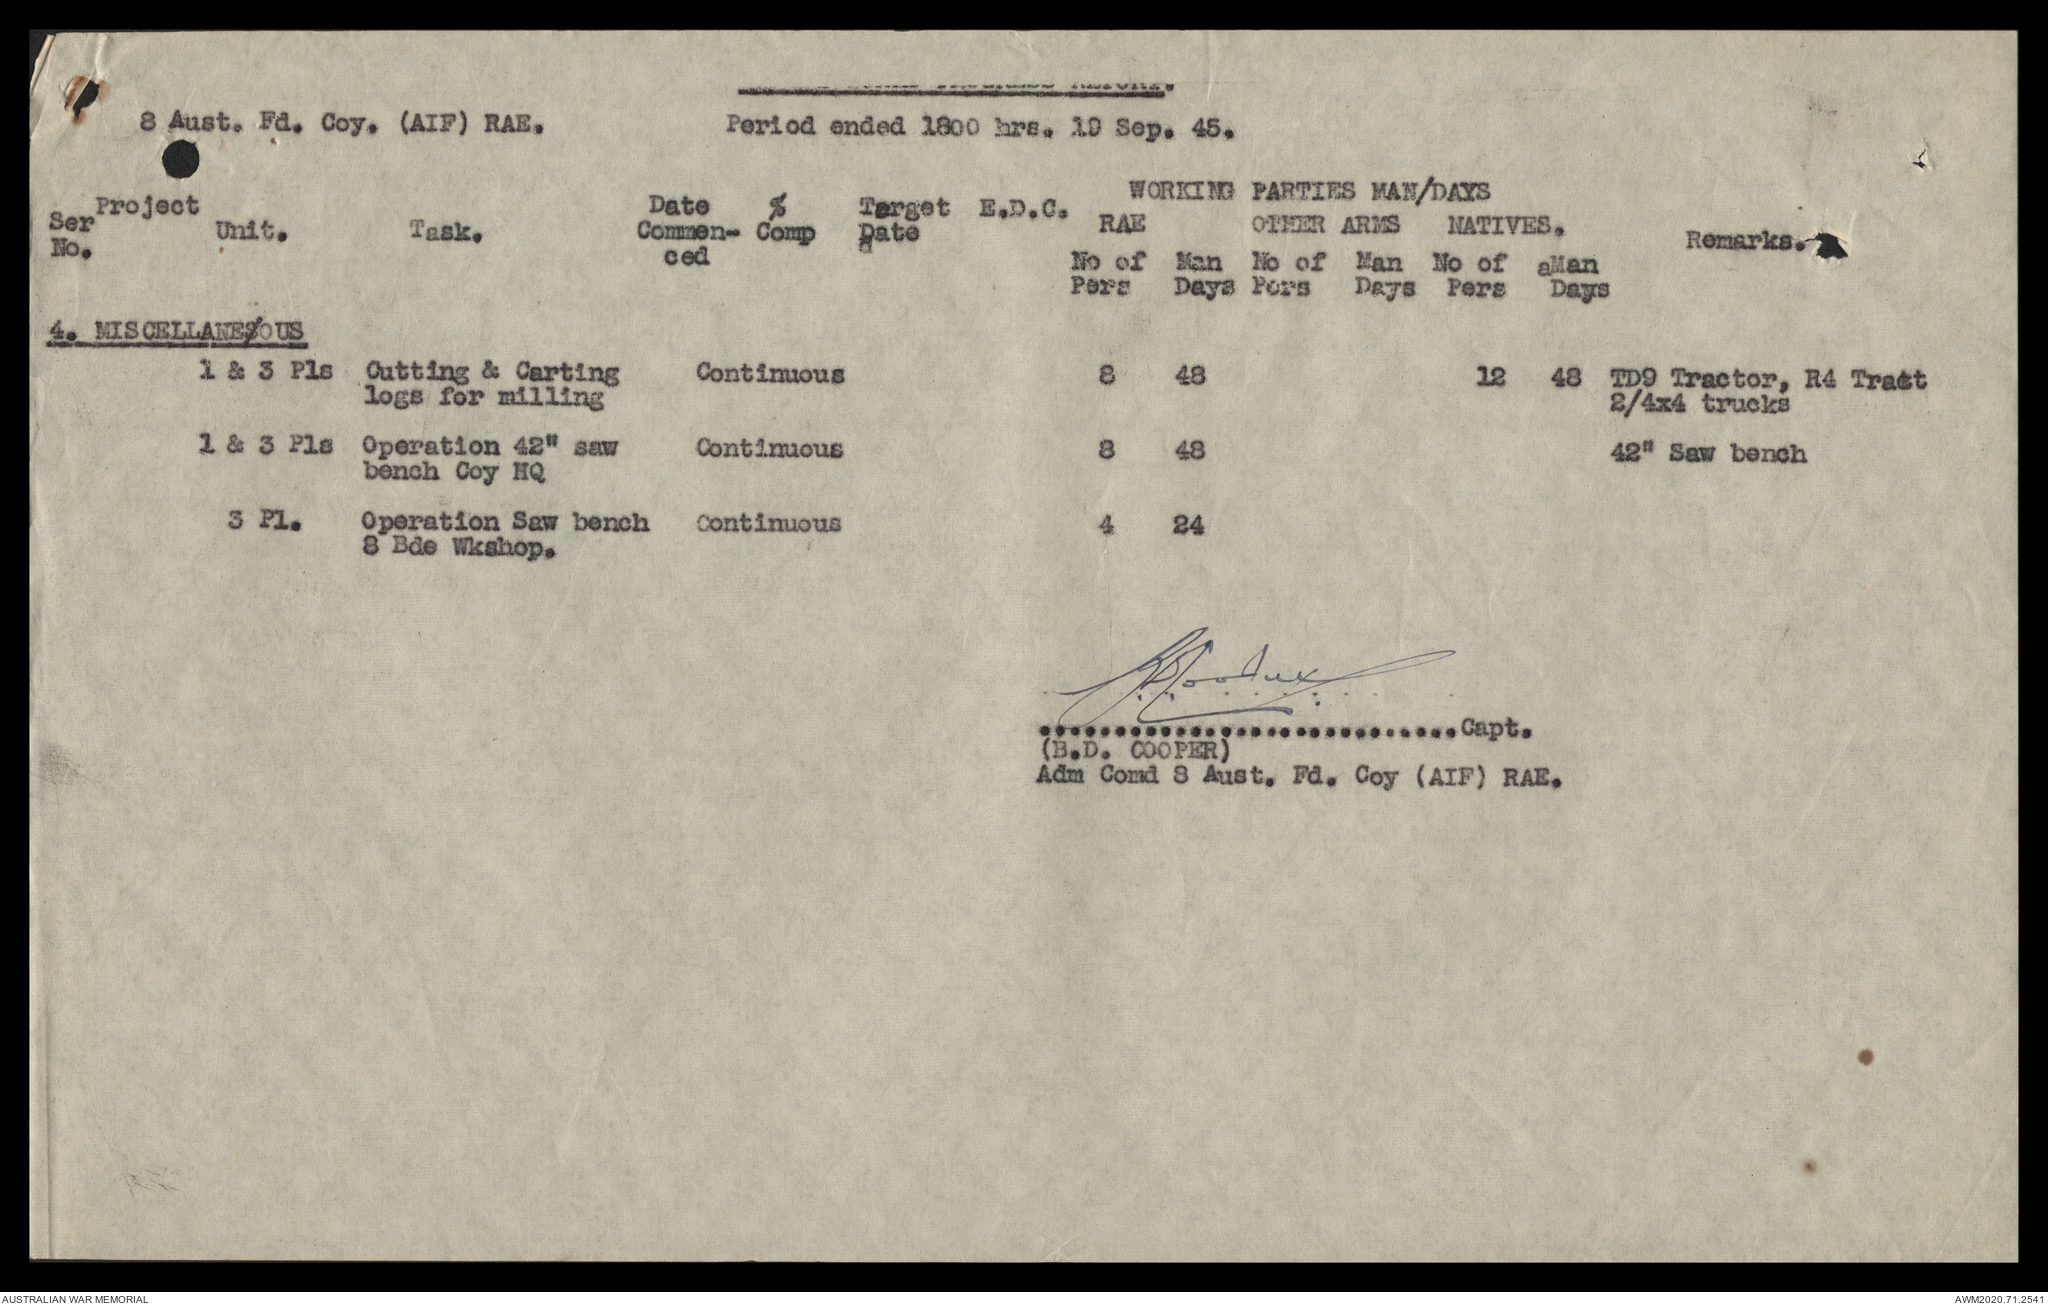 PROGRESS REPORT.
8 Aust. Fd. Coy. (AIF) RAE.
Period ended 1800 hrs. 19 Sep. 45.
WORKING PARTIES MAN/DAYS
Ser No. Project Unit. Task. Date Commen-ced % Comp Target Date E.D.C. RAE OTHER ARMS NATIVES. Remarks.
No of Pers Man Days No of Pers Man Days No of Pers Man Days
4. MISCELLANEOUS
1 & 3 Pls Cutting & Carting Continuous 8 48 12 48 TD9 Tractor, R4 Tract
logs for milling 2/4x4 trucks
1 & 3 Pls Operation 42" saw Continuous 8 48 42" Saw bench
bench Coy HQ
3 Pl. Operation Saw bench Continuous 4 24
8 Bde Wkshop.
..............................Capt.
(B.D. COOPER)
Adm Comd 8 Aust. Fd. Coy (AIF) RAE.
AUSTRALIAN WAR MEMORIAL
AWM2020.71.2541